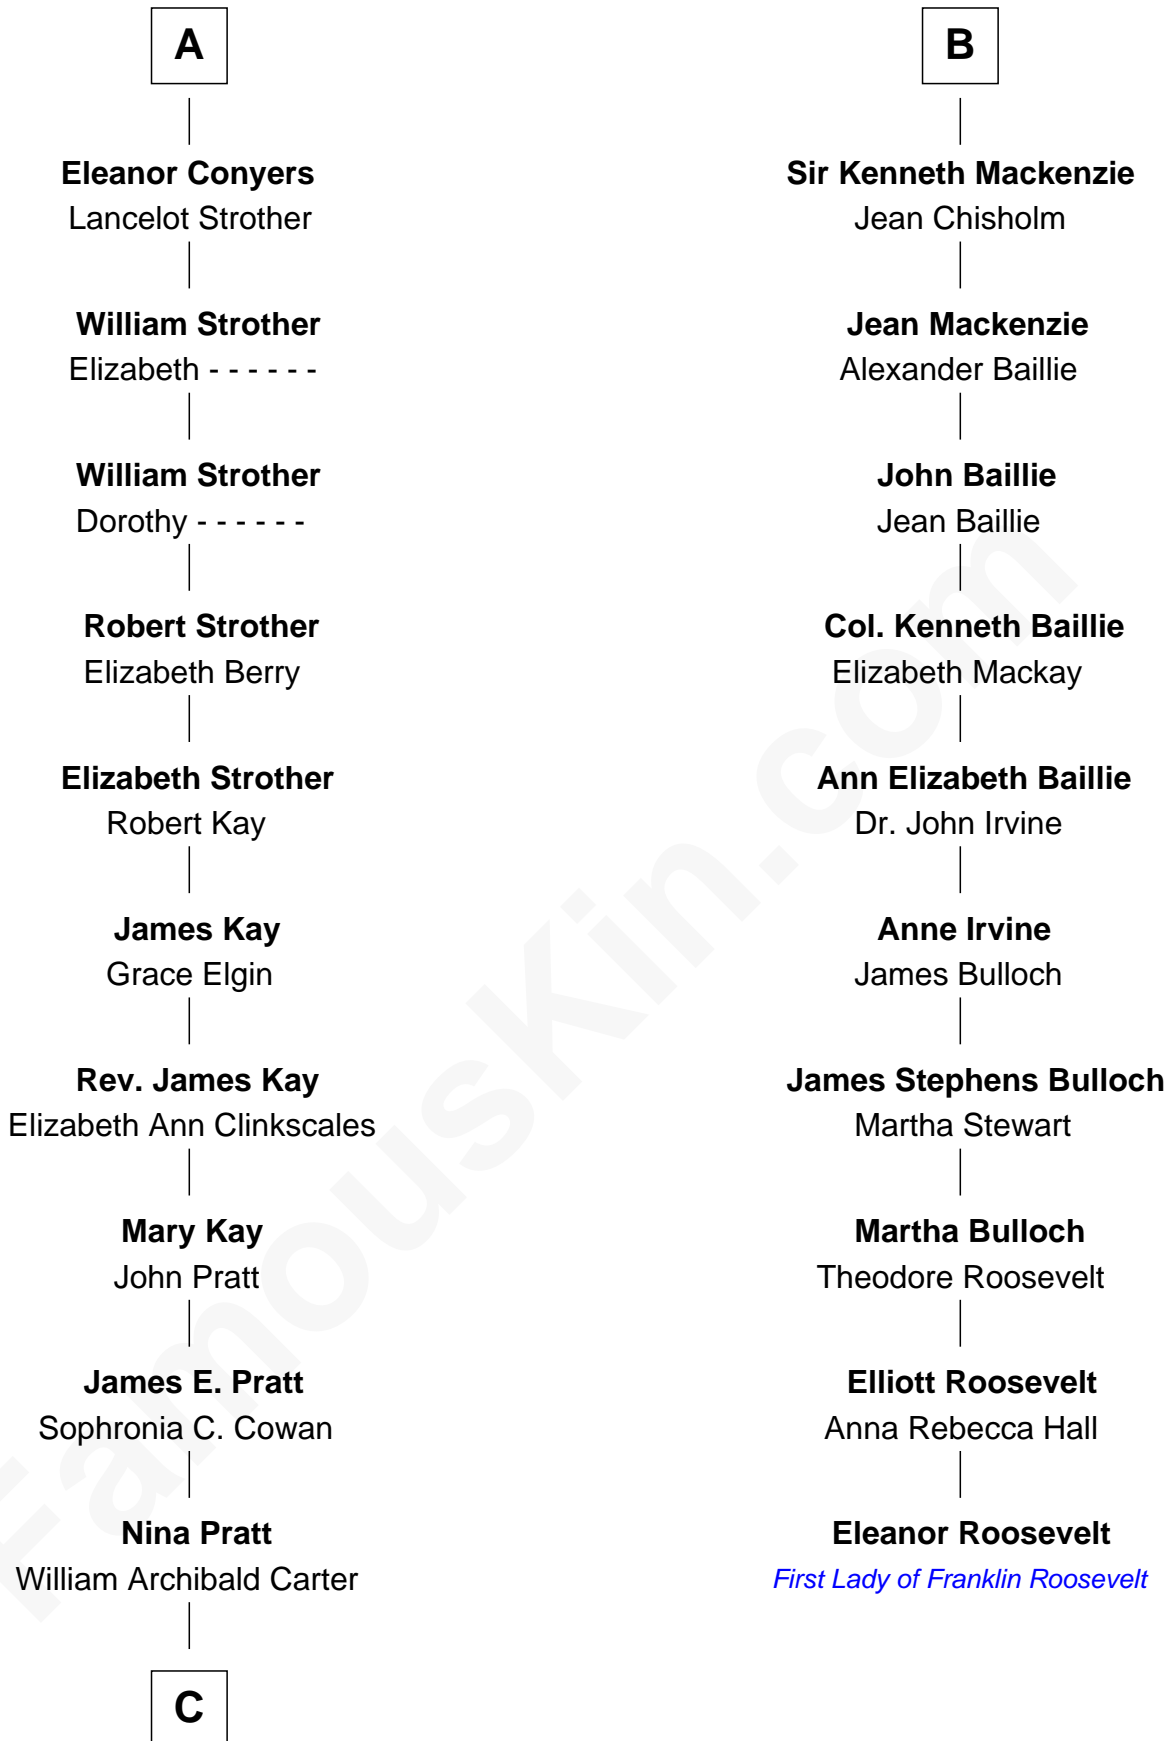 A
Eleanor Conyers
Lancelot Strother
William Strother
Elizabeth - - - - - -
William Strother
Dorothy - - - - - -
Robert Strother
Elizabeth Berry
Elizabeth Strother
Robert Kay
James Kay
Grace Elgin
Rev. James Kay
Elizabeth Ann Clinkscales
Mary Kay
John Pratt
James E. Pratt
Sophronia C. Cowan
Nina Pratt
William Archibald Carter
C
B
Sir Kenneth Mackenzie
Jean Chisholm
Jean Mackenzie
Alexander Baillie
John Baillie
Jean Baillie
Col. Kenneth Baillie
Elizabeth Mackay
Ann Elizabeth Baillie
Dr. John Irvine
Anne Irvine
James Bulloch
James Stephens Bulloch
Martha Stewart
Martha Bulloch
Theodore Roosevelt
Elliott Roosevelt
Anna Rebecca Hall
Eleanor Roosevelt
First Lady of Franklin Roosevelt
FamousKin.com